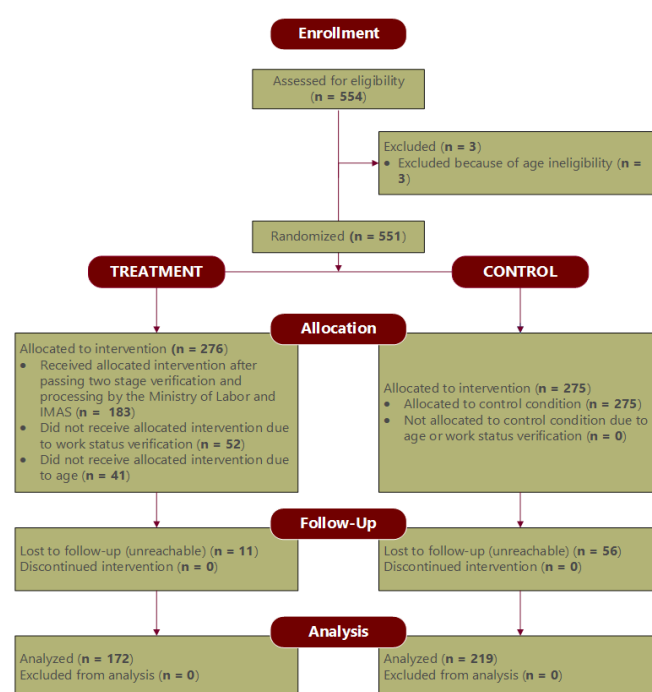 Enrollment
Assessed for eligibility
(n = 554)
Excluded (n = 3)
• Excluded because of age ineligibility (n =
3)
Randomized (n = 551)
TREATMENT
CONTROL
Allocation
Allocated to intervention (n = 276)
• Received allocated intervention after
passing two stage verification and
processing by the Ministry of Labor and
IMAS (n = 183)
• Did not receive allocated intervention due
to work status verification (n = 52)
• Did not receive allocated intervention due
to age (n = 41)
Allocated to intervention (n = 275)
• Allocated to control condition (n = 275)
• Not allocated to control condition due to
age or work status verification (n = 0)
Follow-Up
Lost to follow-up (unreachable) (n = 11)
Discontinued intervention (n = 0)
Lost to follow-up (unreachable) (n = 56)
Discontinued intervention (n = 0)
Analysis
Analyzed (n = 172)
Excluded from analysis (n = 0)
Analyzed (n = 219)
Excluded from analysis (n = 0)